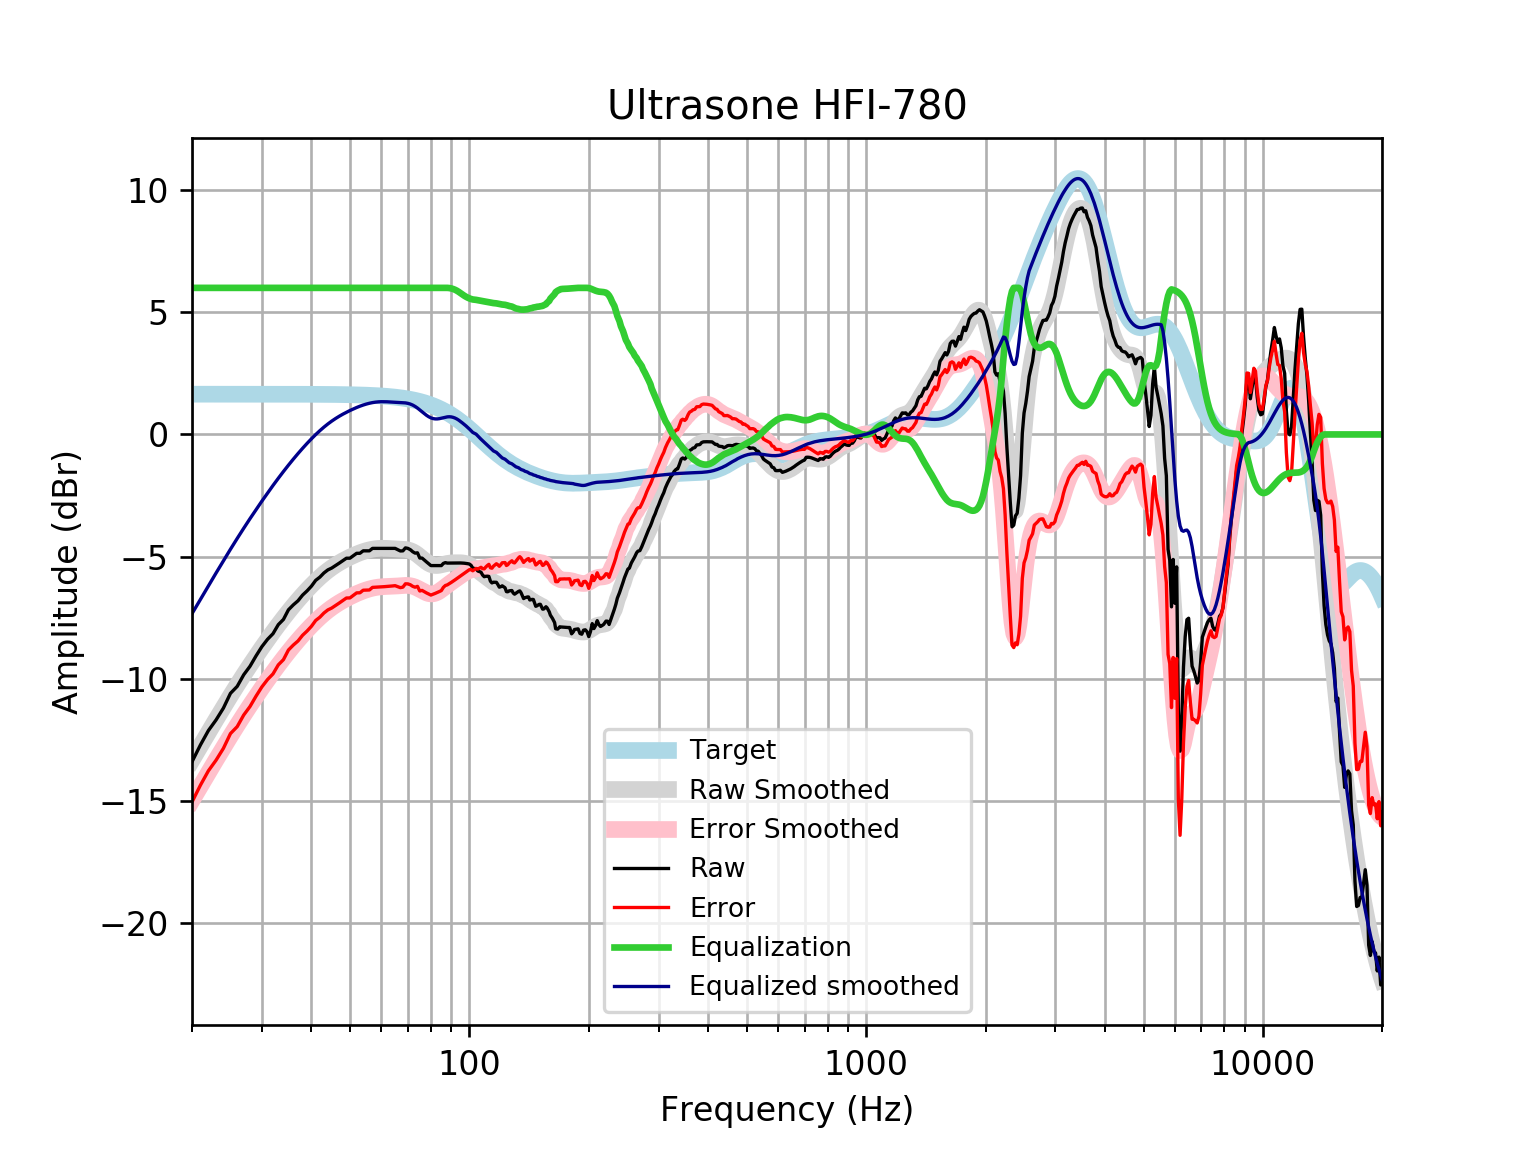 Ultrasone HFI-780
10
5
0
−5
−10
−15
−20
Amplitude (dBr)
Target
Raw Smoothed
Error Smoothed
Raw
Error
Equalization
Equalized smoothed
100 1000 10000
Frequency (Hz)